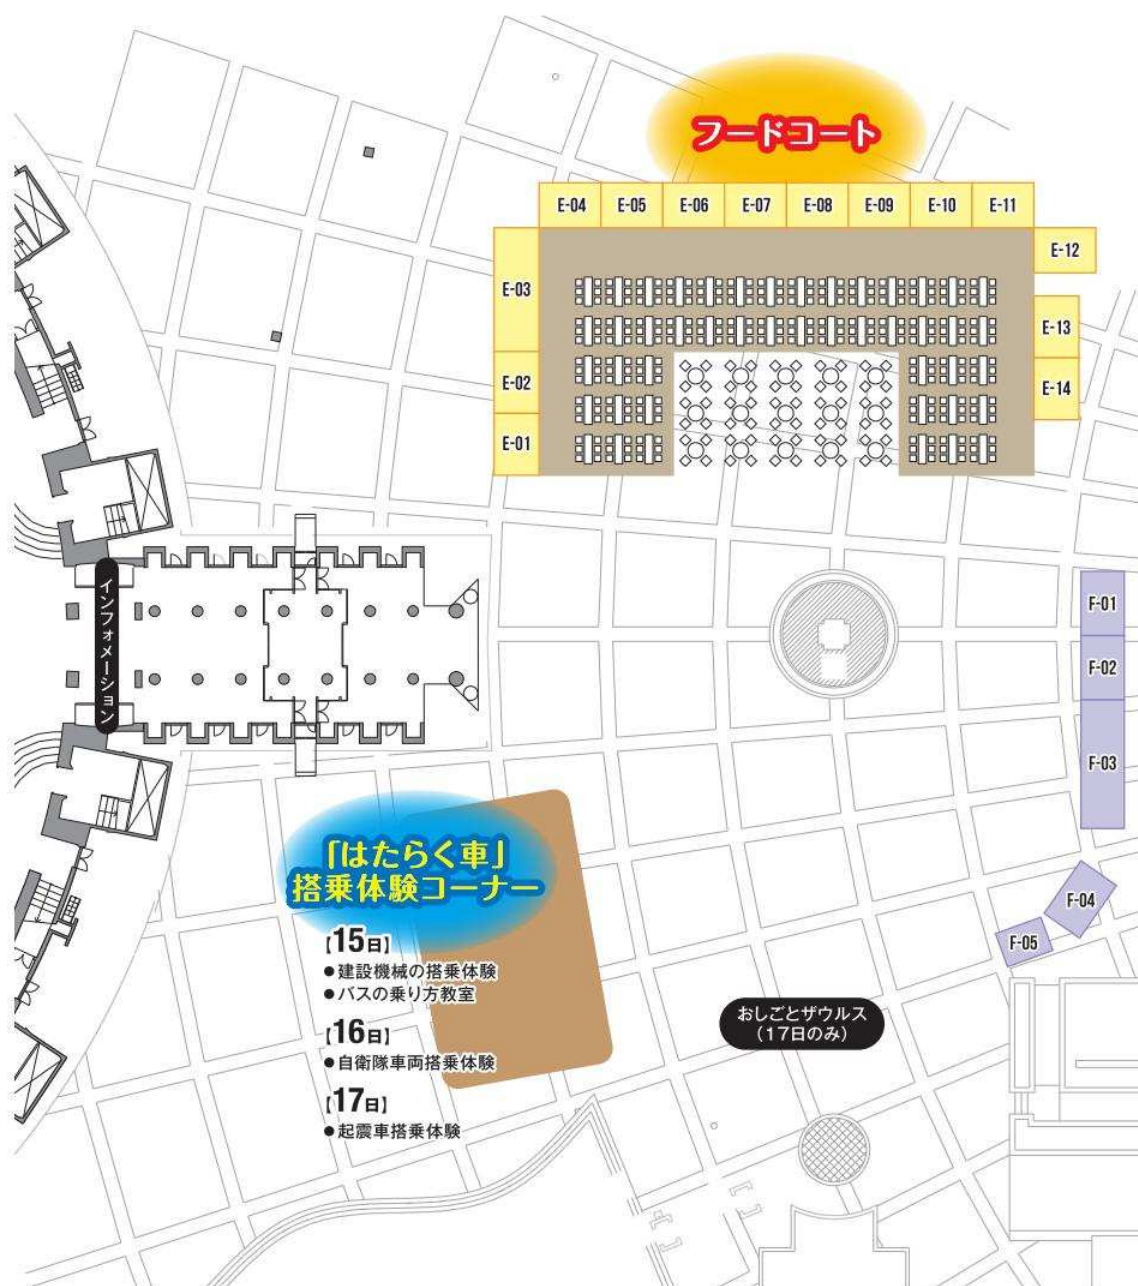 フードコート
E-04
E-05
E-06
E-07
E-08
E-09
E-10
E-11
E-12
E-03
E-13
E-02
E-14
E-01
インフォメーション
F-01
F-02
F-03
「はたらく車」
搭乗体験コーナー
【15日】
●建設機械の搭乗体験
●バスの乗り方教室
【16日】
●自衛隊車両搭乗体験
【17日】
●起震車搭乗体験
F-04
F-05
おしごとザウルス
(17日のみ)